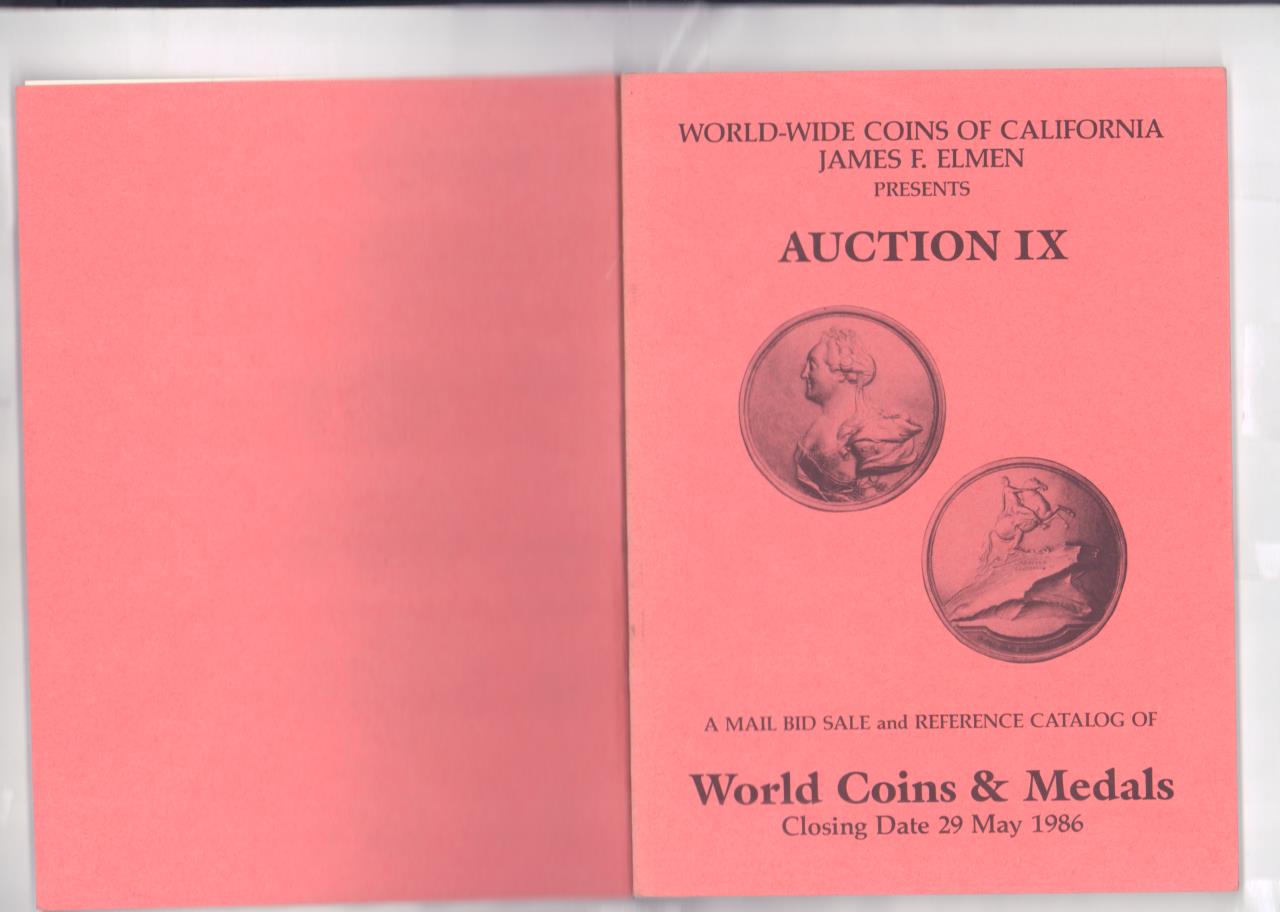 WORLD-WIDE COINS OF CALIFORNIA
JAMES F. ELMEN
PRESENTS
AUCTION IX
A MAIL BID SALE and REFERENCE CATALOG OF
World Coins & Medals
Closing Date 29 May 1986